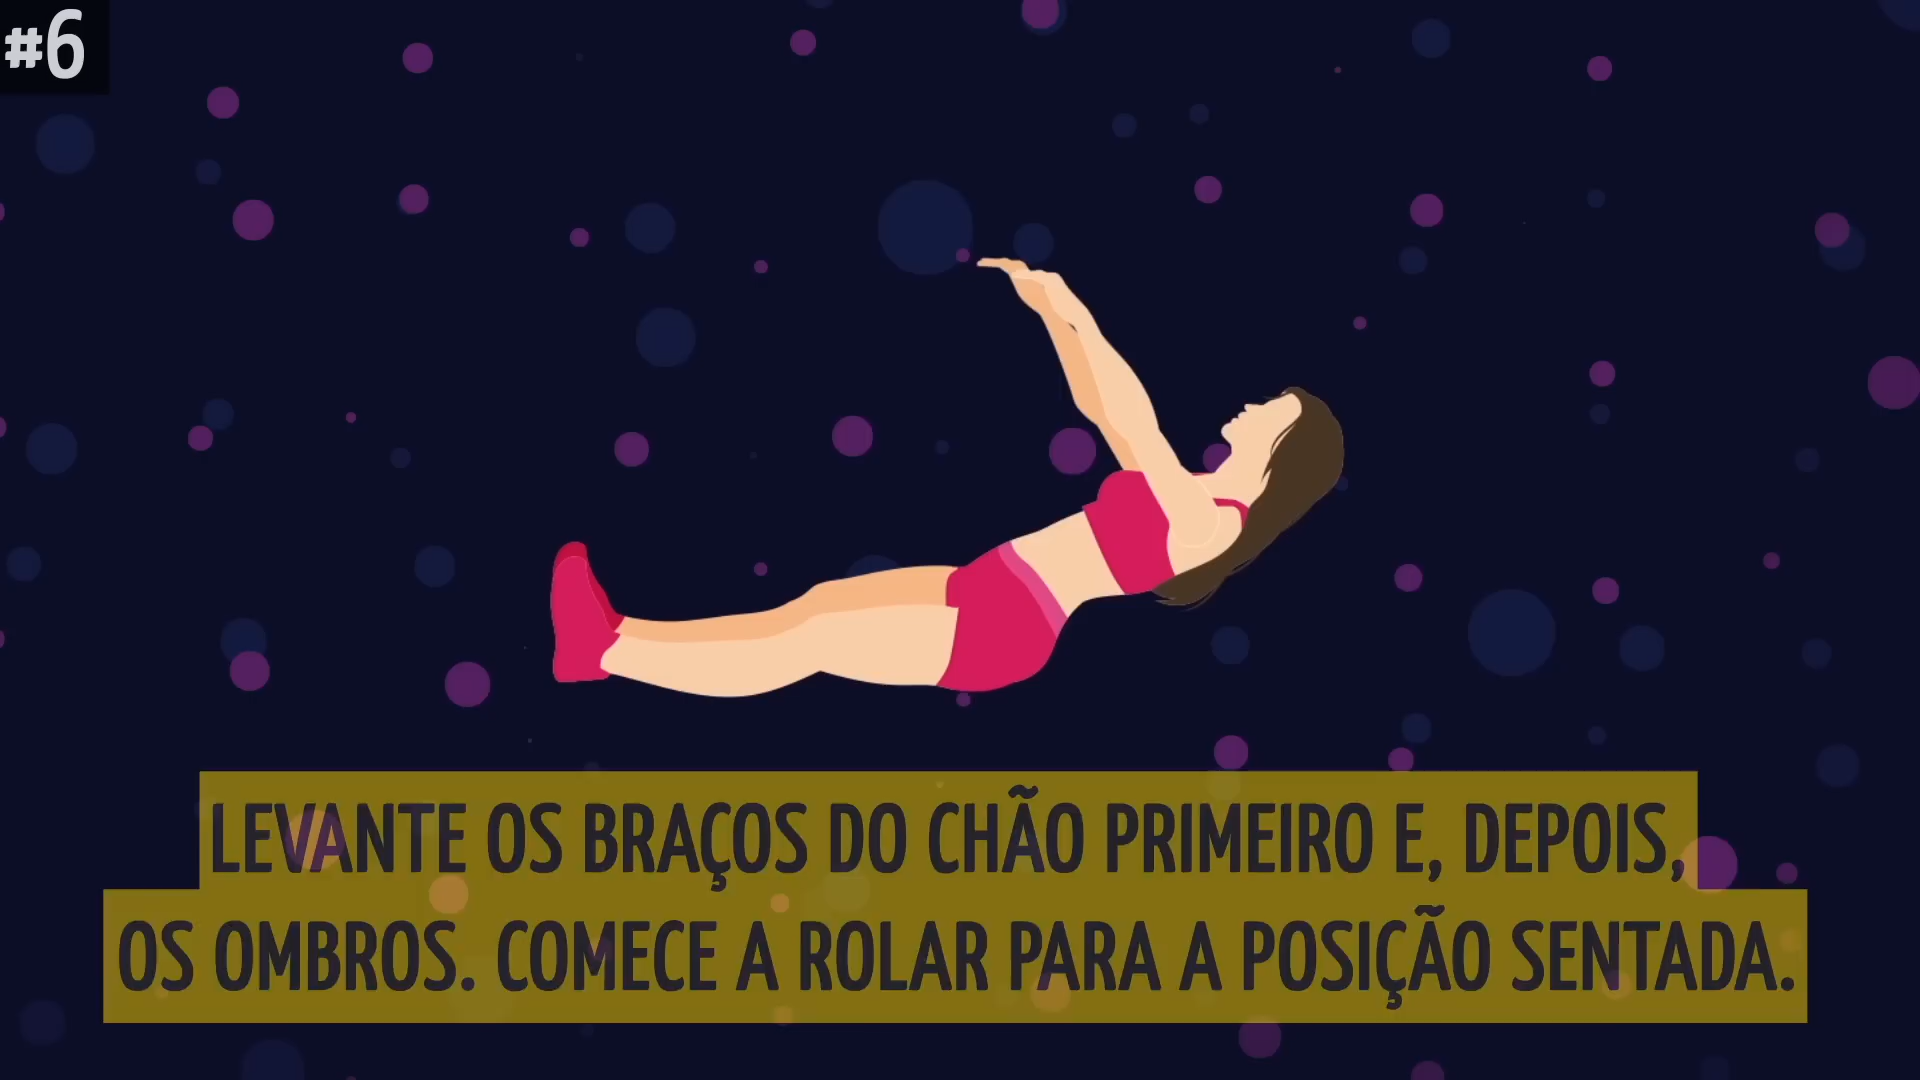 #6
LEVANTE OS BRAÇOS DO CHÃO PRIMEIRO E, DEPOIS,
OS OMBROS. COMECE A ROLAR PARA A POSIÇÃO SENTADA.